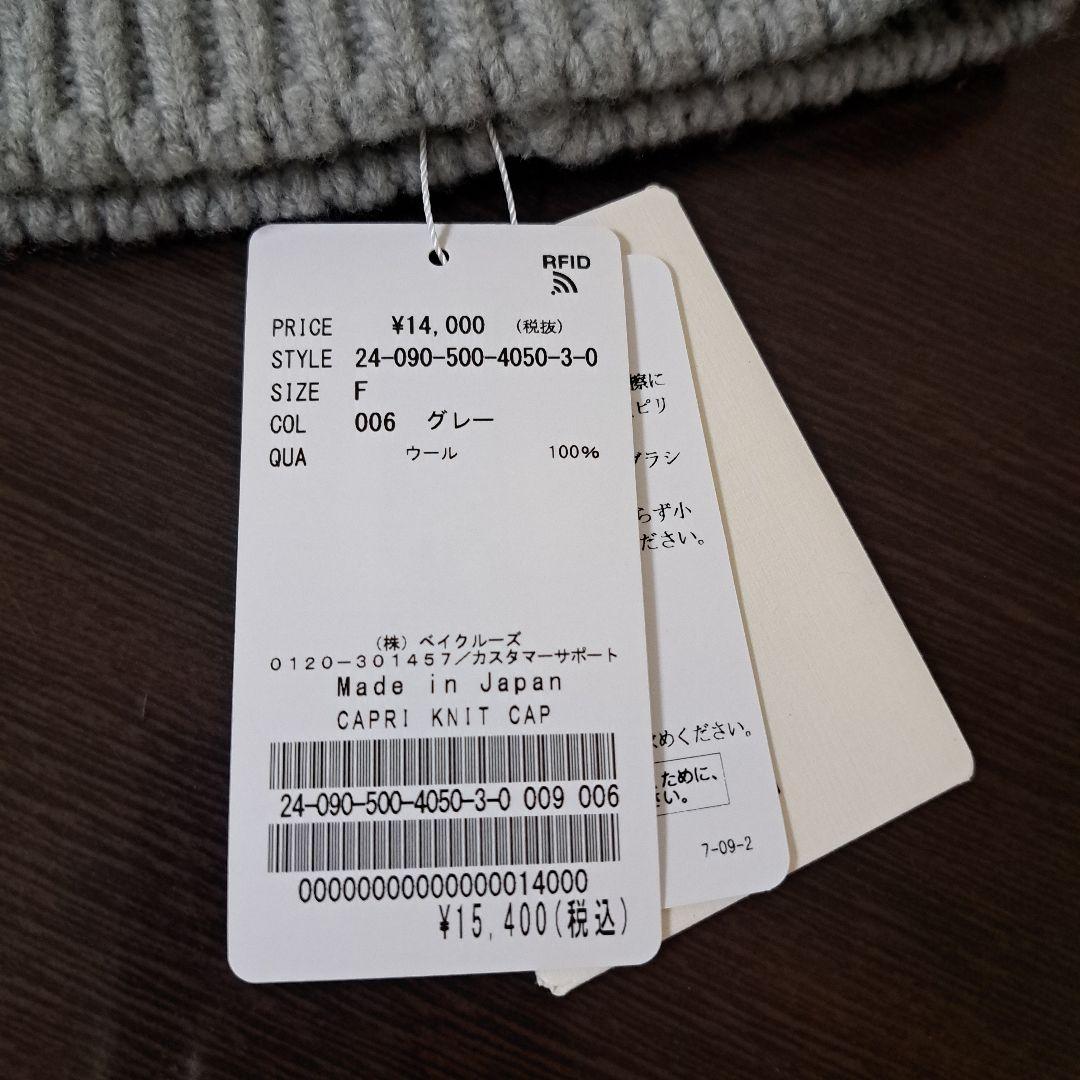 RFID
PRICE ¥14,000 (税抜)
STYLE 24-090-500-4050-3-0
SIZE F
COL 006 グレー
QUA ウール 100%
(株)ベイクルーズ
0120-301457/カスタマーサポート
Made in Japan
CAPRI KNIT CAP
24-090-500-4050-3-0 009 006
00000000000000014000
¥15,400(税込)
擦に
ピリ
ブラシ
らず小
ださい。
めください。
ために、
い。
7-09-2